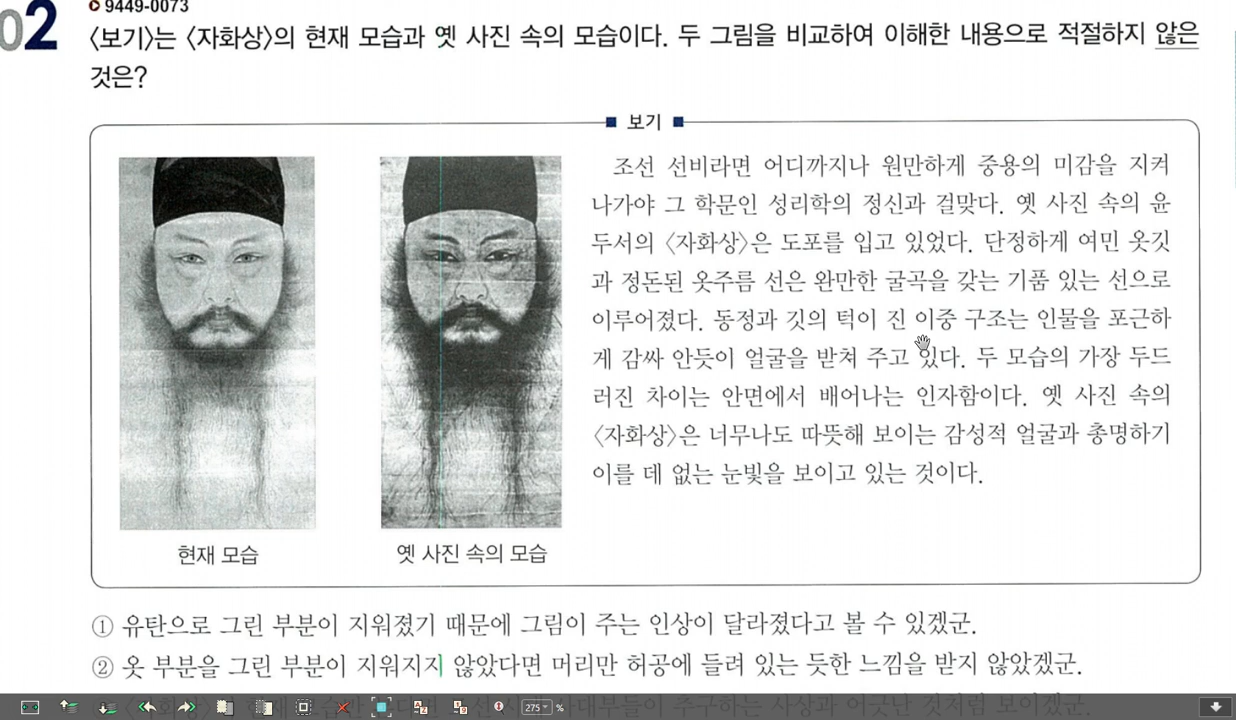 02
9449-0073
〈보기〉는 〈자화상〉의 현재 모습과 옛 사진 속의 모습이다. 두 그림을 비교하여 이해한 내용으로 적절하지 않은
것은?
보기
조선 선비라면 어디까지나 원만하게 중용의 미감을 지켜
나가야 그 학문인 성리학의 정신과 걸맞다. 옛 사진 속의 윤
두서의 〈자화상〉은 도포를 입고 있었다. 단정하게 여민 옷깃
과 정돈된 옷주름 선은 완만한 굴곡을 갖는 기품 있는 선으로
이루어졌다. 동정과 깃의 턱이 진 이중 구조는 인물을 포근하
게 감싸 안듯이 얼굴을 받쳐 주고 있다. 두 모습의 가장 두드
러진 차이는 안면에서 배어나는 인자함이다. 옛 사진 속의
〈자화상〉은 너무나도 따뜻해 보이는 감성적 얼굴과 총명하기
이를 데 없는 눈빛을 보이고 있는 것이다.
현재 모습
옛 사진 속의 모습
① 유탄으로 그린 부분이 지워졌기 때문에 그림이 주는 인상이 달라졌다고 볼 수 있겠군.
② 옷 부분을 그린 부분이 지워지지 않았다면 머리만 허공에 들려 있는 듯한 느낌을 받지 않았겠군.
275 %